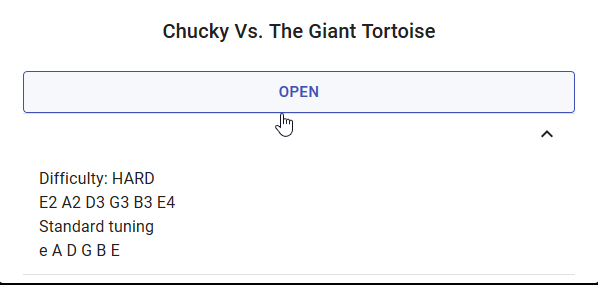 Chucky Vs. The Giant Tortoise
OPEN
Difficulty: HARD
E2 A2 D3 G3 B3 E4
Standard tuning
e A D G B E